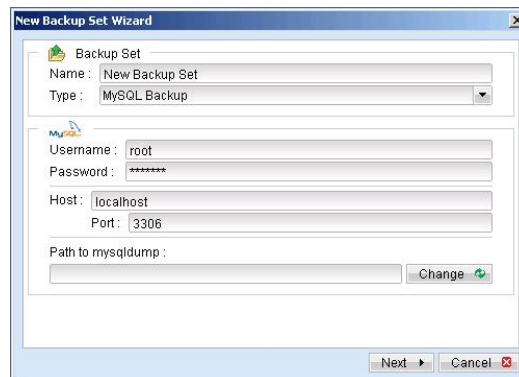 New Backup Set Wizard
Backup Set
Name : New Backup Set
Type : MySQL Backup
MySQL
Username : root
Password : *******
Host : localhost
Port : 3306
Path to mysqldump :
Change
Next Cancel